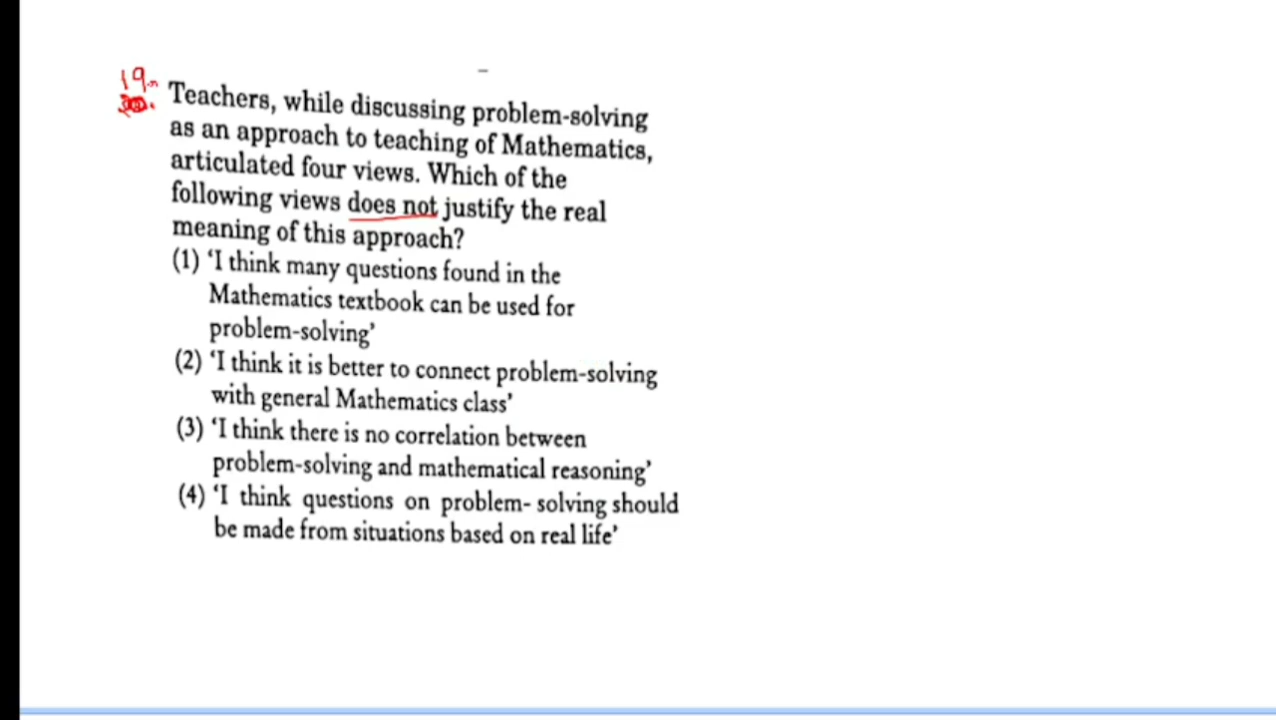 19.
Teachers, while discussing problem-solving
as an approach to teaching of Mathematics,
articulated four views. Which of the
following views does not justify the real
meaning of this approach?
(1) ‘I think many questions found in the
Mathematics textbook can be used for
problem-solving’
(2) ‘I think it is better to connect problem-solving
with general Mathematics class’
(3) ‘I think there is no correlation between
problem-solving and mathematical reasoning’
(4) ‘I think questions on problem- solving should
be made from situations based on real life’